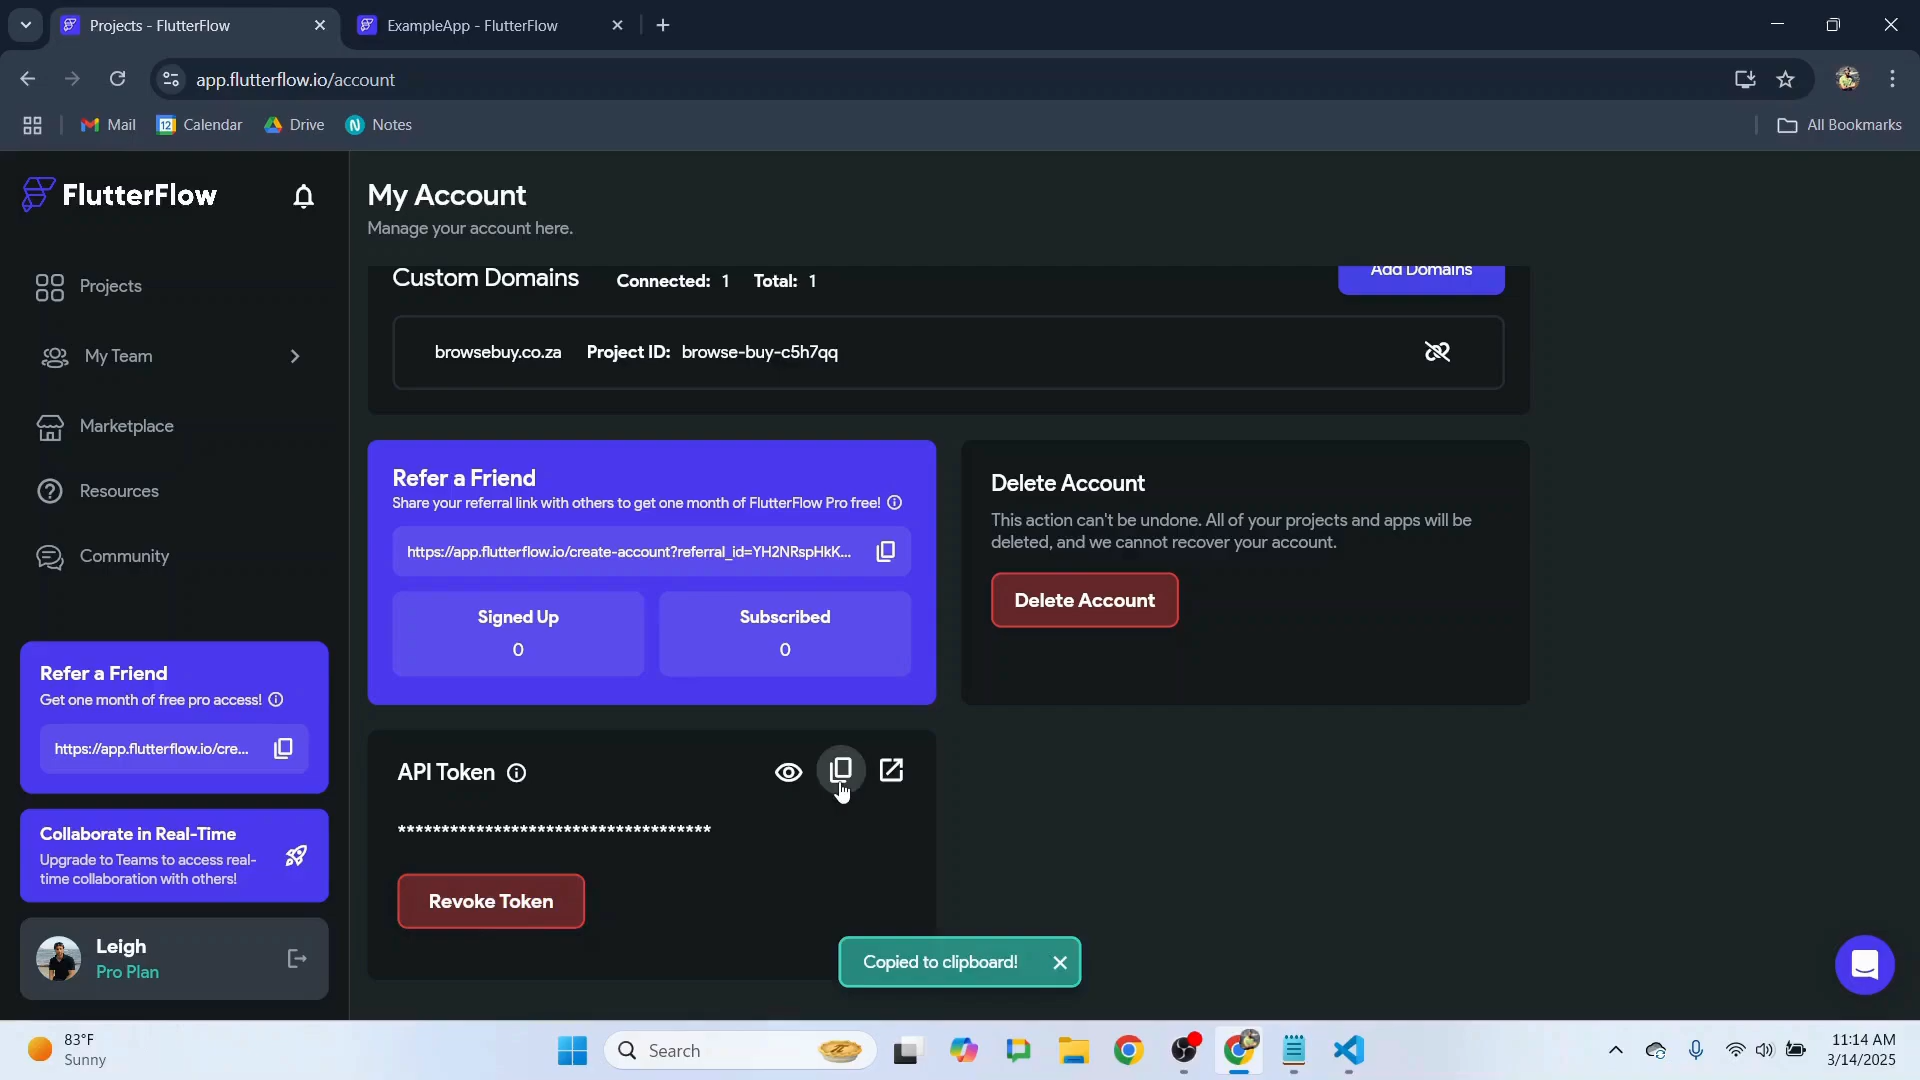 Projects - FlutterFlow
ExampleApp - FlutterFlow
app.flutterflow.io/account
Mail
12
Calendar
Drive
N
Notes
All Bookmarks
FlutterFlow
Projects
My Team
Marketplace
Resources
Community
Refer a Friend
Get one month of free pro access!
https://app.flutterflow.io/cre...
Collaborate in Real-Time
Upgrade to Teams to access real-
time collaboration with others!
Leigh
Pro Plan
My Account
Manage your account here.
Custom Domains
Connected: 1
Total: 1
Add Domains
browsebuy.co.za
Project ID: browse-buy-c5h7qq
Refer a Friend
Share your referral link with others to get one month of FlutterFlow Pro free!
https://app.flutterflow.io/create-account?referral_id=YH2NRspHkK...
Signed Up
0
Subscribed
0
Delete Account
This action can't be undone. All of your projects and apps will be
deleted, and we cannot recover your account.
Delete Account
API Token
************************************
Revoke Token
Copied to clipboard!
83°F
Sunny
Search
11:14 AM
3/14/2025